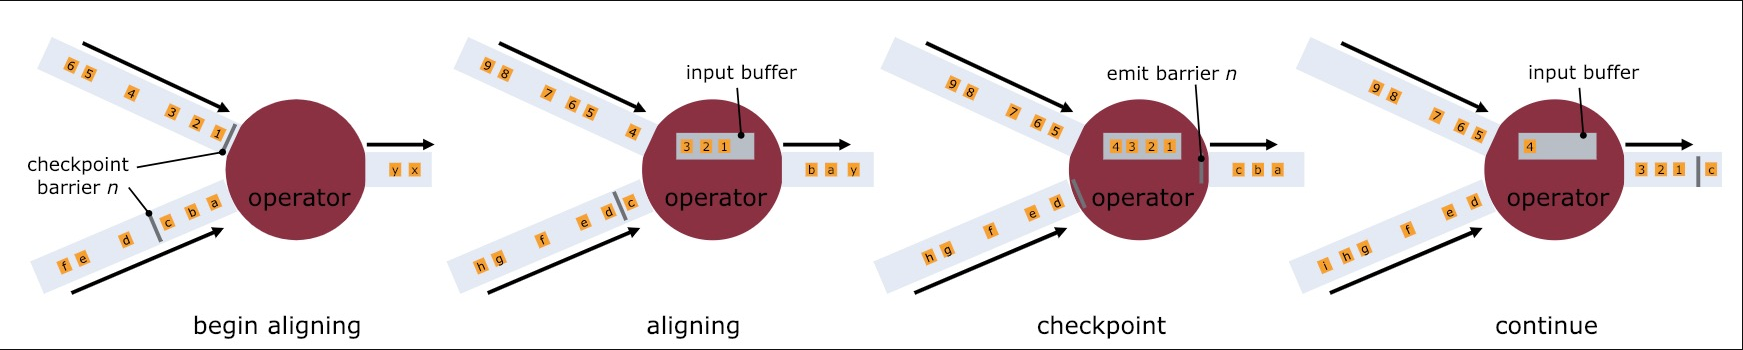 6 5 4 3 2 1
checkpoint
barrier n
f e d c b a
operator
y x
begin aligning
9 8 7 6 5 4
input buffer
3 2 1
operator
b a y
h g f e d c
aligning
9 8 7 6 5
emit barrier n
4 3 2 1
operator
c b a
h g f e d
checkpoint
9 8 7 6 5
input buffer
4
operator
3 2 1 c
i h g f e d
continue